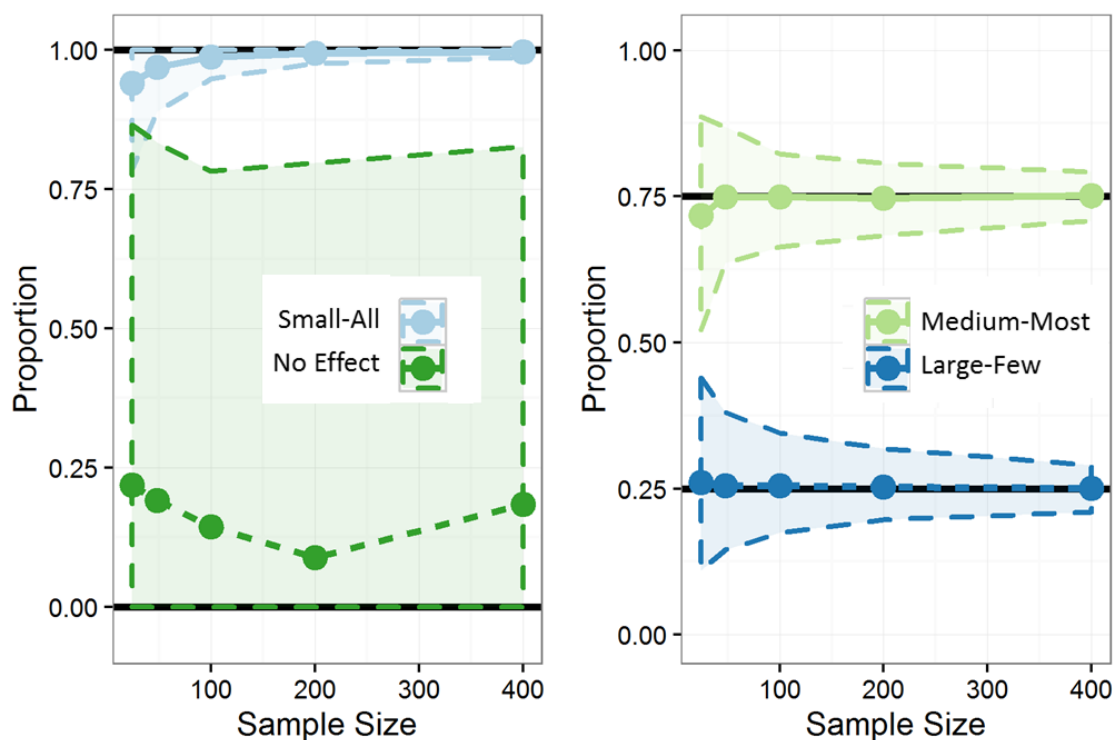 1.00
0.75
0.50
0.25
0.00
Proportion
Small-All
No Effect
100 200 300 400
Sample Size
1.00
0.75
0.50
0.25
0.00
Proportion
Medium-Most
Large-Few
100 200 300 400
Sample Size